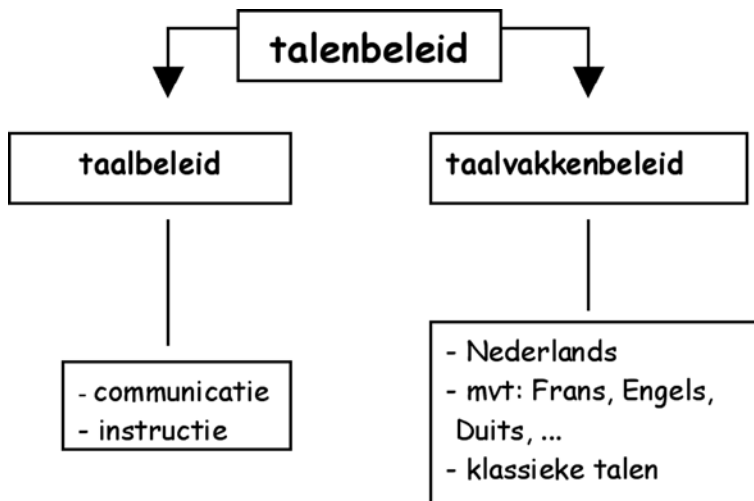 talenbeleid
taalbeleid
taalvakkenbeleid
- communicatie
- instructie
- Nederlands
- mvt: Frans, Engels,
Duits, ...
- klassieke talen